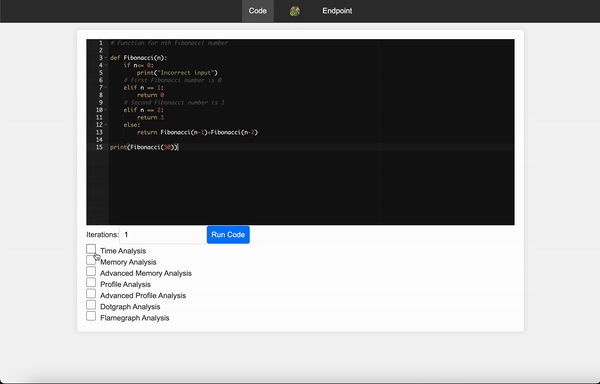 Code
Endpoint
1 # Function for nth Fibonacci number
2
3 def Fibonacci(n):
4 if n<= 0:
5 print("Incorrect input")
6 # First Fibonacci number is 0
7 elif n == 1:
8 return 0
9 # Second Fibonacci number is 1
10 elif n == 2:
11 return 1
12 else:
13 return Fibonacci(n-1)+Fibonacci(n-2)
14
15 print(Fibonacci(30))
Iterations: 1 Run Code
Time Analysis
Memory Analysis
Advanced Memory Analysis
Profile Analysis
Advanced Profile Analysis
Dotgraph Analysis
Flamegraph Analysis